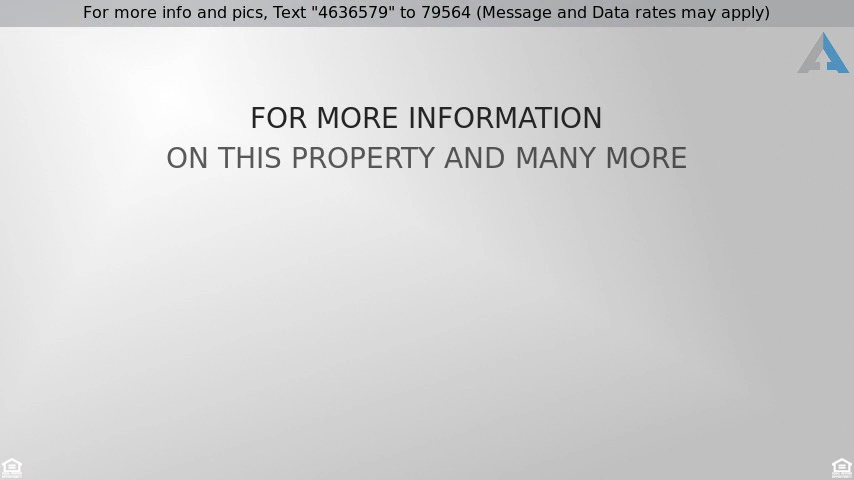 For more info and pics, Text "4636579" to 79564 (Message and Data rates may apply)
FOR MORE INFORMATION
ON THIS PROPERTY AND MANY MORE